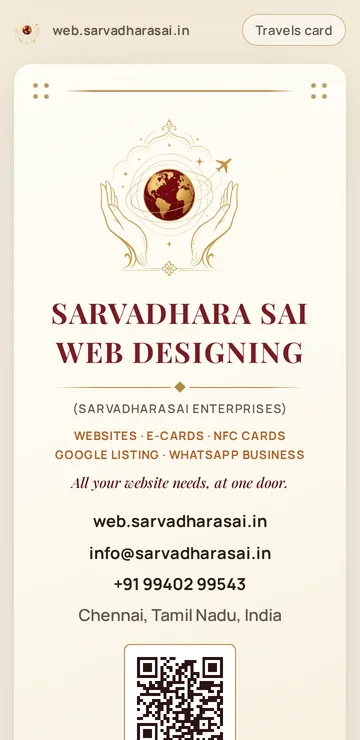 web.sarvadharasai.in
Travels card
SARVADHARA SAI
WEB DESIGNING
(SARVADHARASAI ENTERPRISES)
WEBSITES · E-CARDS · NFC CARDS
GOOGLE LISTING · WHATSAPP BUSINESS
All your website needs, at one door.
web.sarvadharasai.in
info@sarvadharasai.in
+91 99402 99543
Chennai, Tamil Nadu, India